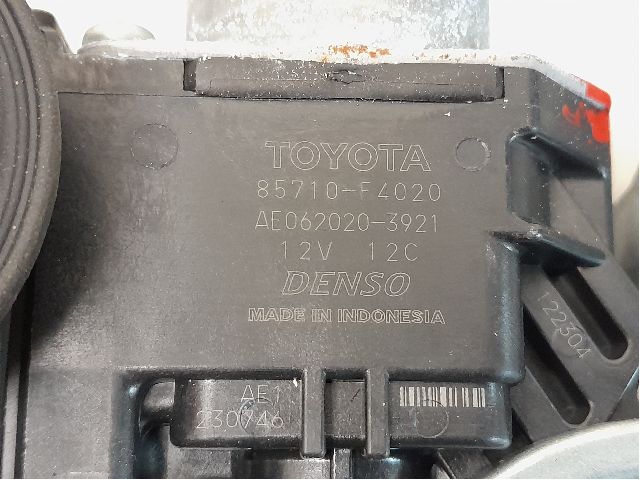 TOYOTA
85710-F4020
AE062020-3921
12V 12C
DENSO
MADE IN INDONESIA
122304
AE1
230746